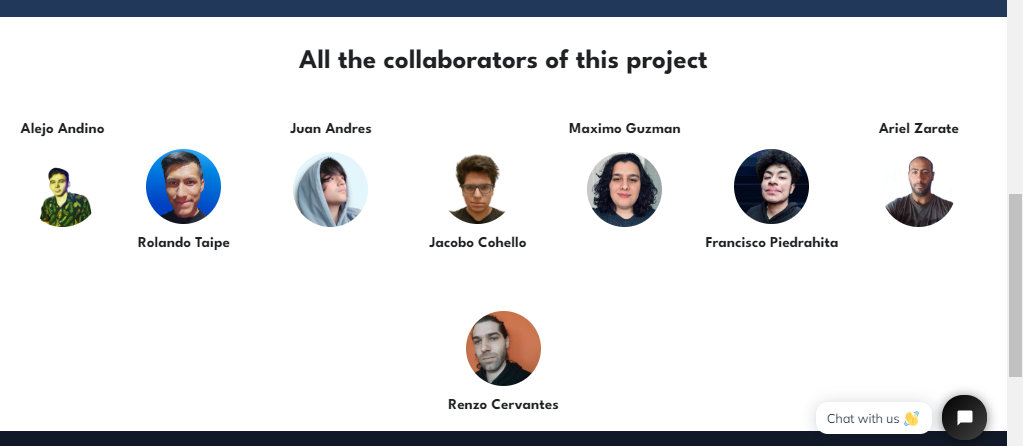 All the collaborators of this project
Alejo Andino
Juan Andres
Maximo Guzman
Ariel Zarate
Rolando Taipe
Jacobo Cohello
Francisco Piedrahita
Renzo Cervantes
Chat with us 👋